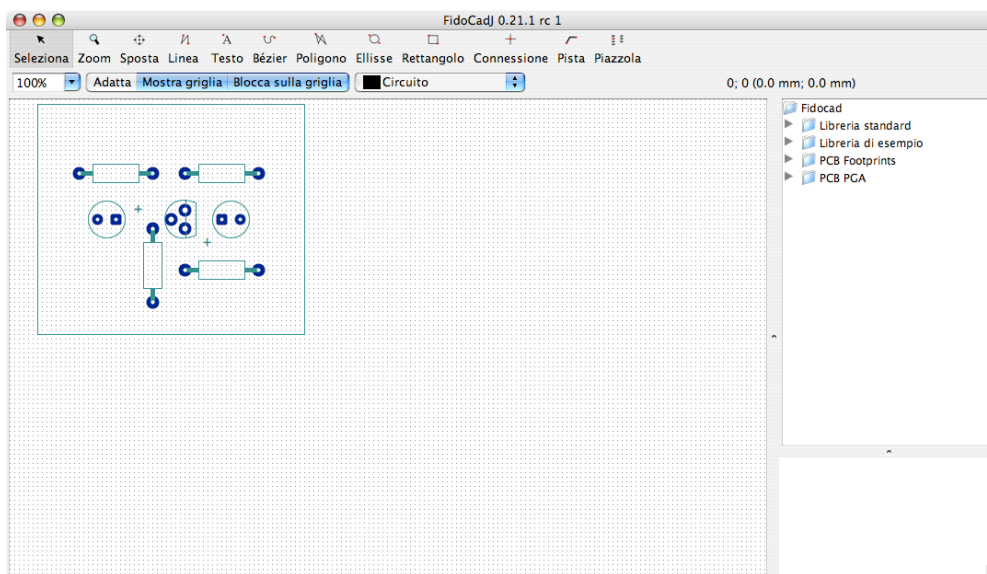 FidoCadJ 0.21.1 rc 1
Seleziona Zoom Sposta Linea Testo Bézier Poligono Ellisse Rettangolo Connessione Pista Piazzola
100% Adatta Mostra griglia Blocca sulla griglia Circuito 0; 0 (0.0 mm; 0.0 mm)
Fidocad
Libreria standard
Libreria di esempio
PCB Footprints
PCB PGA